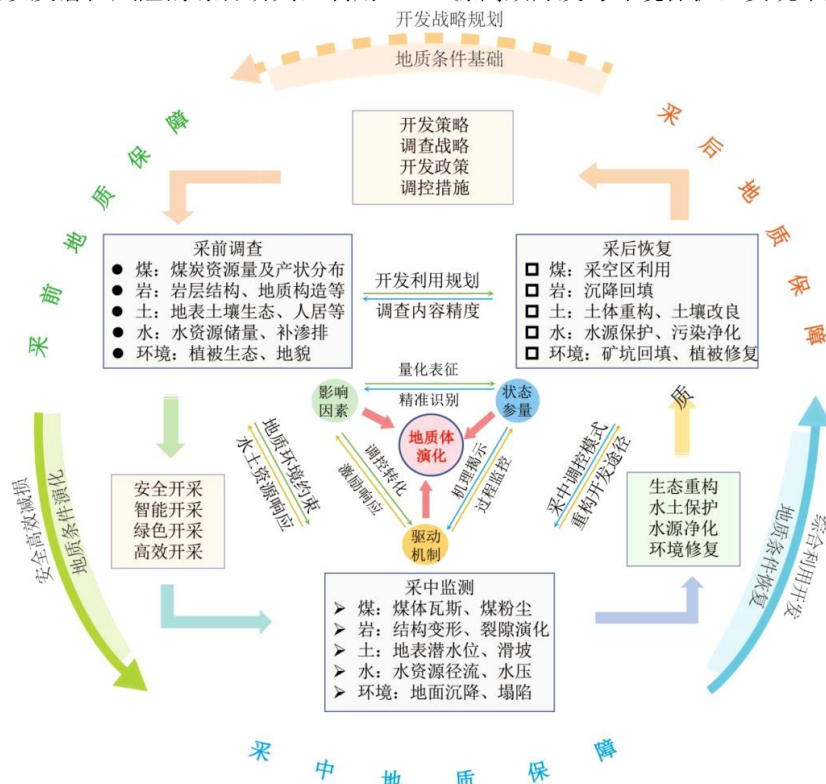 开发战略规划
地质条件基础
开发策略
调查战略
开发政策
调控措施
采前地质保障
采后地质保障
采前调查
● 煤：煤炭资源量及产状分布
● 岩：岩层结构、地质构造等
● 土：地表土壤生态、人居等
● 水：水资源储量、补渗排
● 环境：植被生态、地貌
开发利用规划
调查内容精度
采后恢复
煤：采空区利用
岩：沉降回填
土：土体重构、土壤改良
水：水源保护、污染净化
环境：矿坑回填、植被修复
质
影响
因素
量化表征
精准识别
状态
参量
地质体
演化
调控转化
激励响应
机理揭示
过程监控
驱动
机制
地质环境约束
水土资源响应
采中调控模式
重构开发途径
安全高效减损
地质条件演化
安全开采
智能开采
绿色开采
高效开采
生态重构
水土保护
水源净化
环境修复
地质条件恢复
综合利用开发
采中监测
➢ 煤：煤体瓦斯、煤粉尘
➢ 岩：结构变形、裂隙演化
➢ 土：地表潜水位、滑坡
➢ 水：水资源径流、水压
➢ 环境：地面沉降、塌陷
采中地质保障